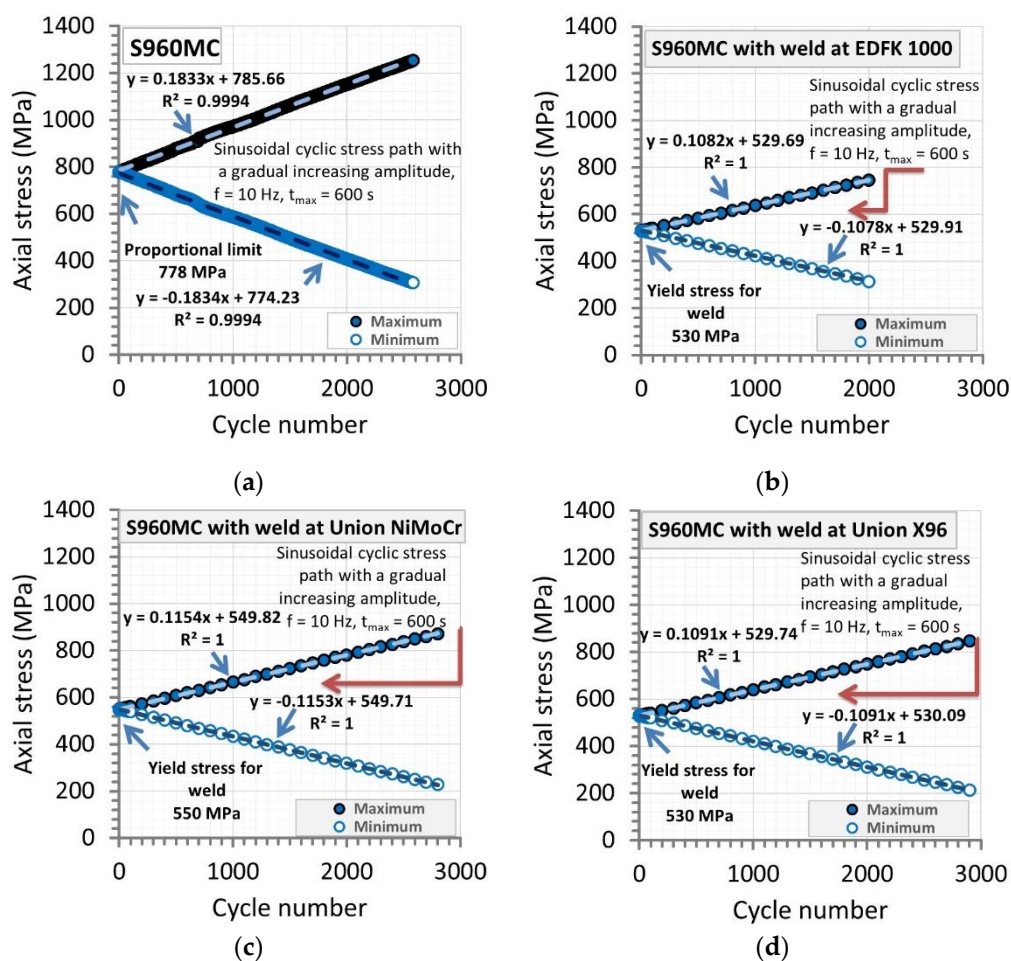 S960MC
y = 0.1833x + 785.66
R² = 0.9994
Sinusoidal cyclic stress path with
a gradual increasing amplitude,
f = 10 Hz, tmax = 600 s
Proportional limit
778 MPa
y = -0.1834x + 774.23
R² = 0.9994
Maximum
Minimum
Axial stress (MPa)
1400
1200
1000
800
600
400
200
0
0 1000 2000 3000
Cycle number
(a)
S960MC with weld at EDFK 1000
Sinusoidal cyclic stress
path with a gradual
increasing amplitude,
f = 10 Hz, tmax = 600 s
y = 0.1082x + 529.69
R² = 1
y = -0.1078x + 529.91
R² = 1
Yield stress for
weld
530 MPa
Maximum
Minimum
Axial stress (MPa)
1400
1200
1000
800
600
400
200
0
0 1000 2000 3000
Cycle number
(b)
S960MC with weld at Union NiMoCr
Sinusoidal cyclic stress
path with a gradual
increasing amplitude,
f = 10 Hz, tmax = 600 s
y = 0.1154x + 549.82
R² = 1
y = -0.1153x + 549.71
R² = 1
Yield stress for
weld
550 MPa
Maximum
Minimum
Axial stress (MPa)
1400
1200
1000
800
600
400
200
0
0 1000 2000 3000
Cycle number
(c)
S960MC with weld at Union X96
Sinusoidal cyclic stress
path with a gradual
increasing amplitude,
f = 10 Hz, tmax = 600 s
y = 0.1091x + 529.74
R² = 1
y = -0.1091x + 530.09
R² = 1
Yield stress for
weld
530 MPa
Maximum
Minimum
Axial stress (MPa)
1400
1200
1000
800
600
400
200
0
0 1000 2000 3000
Cycle number
(d)